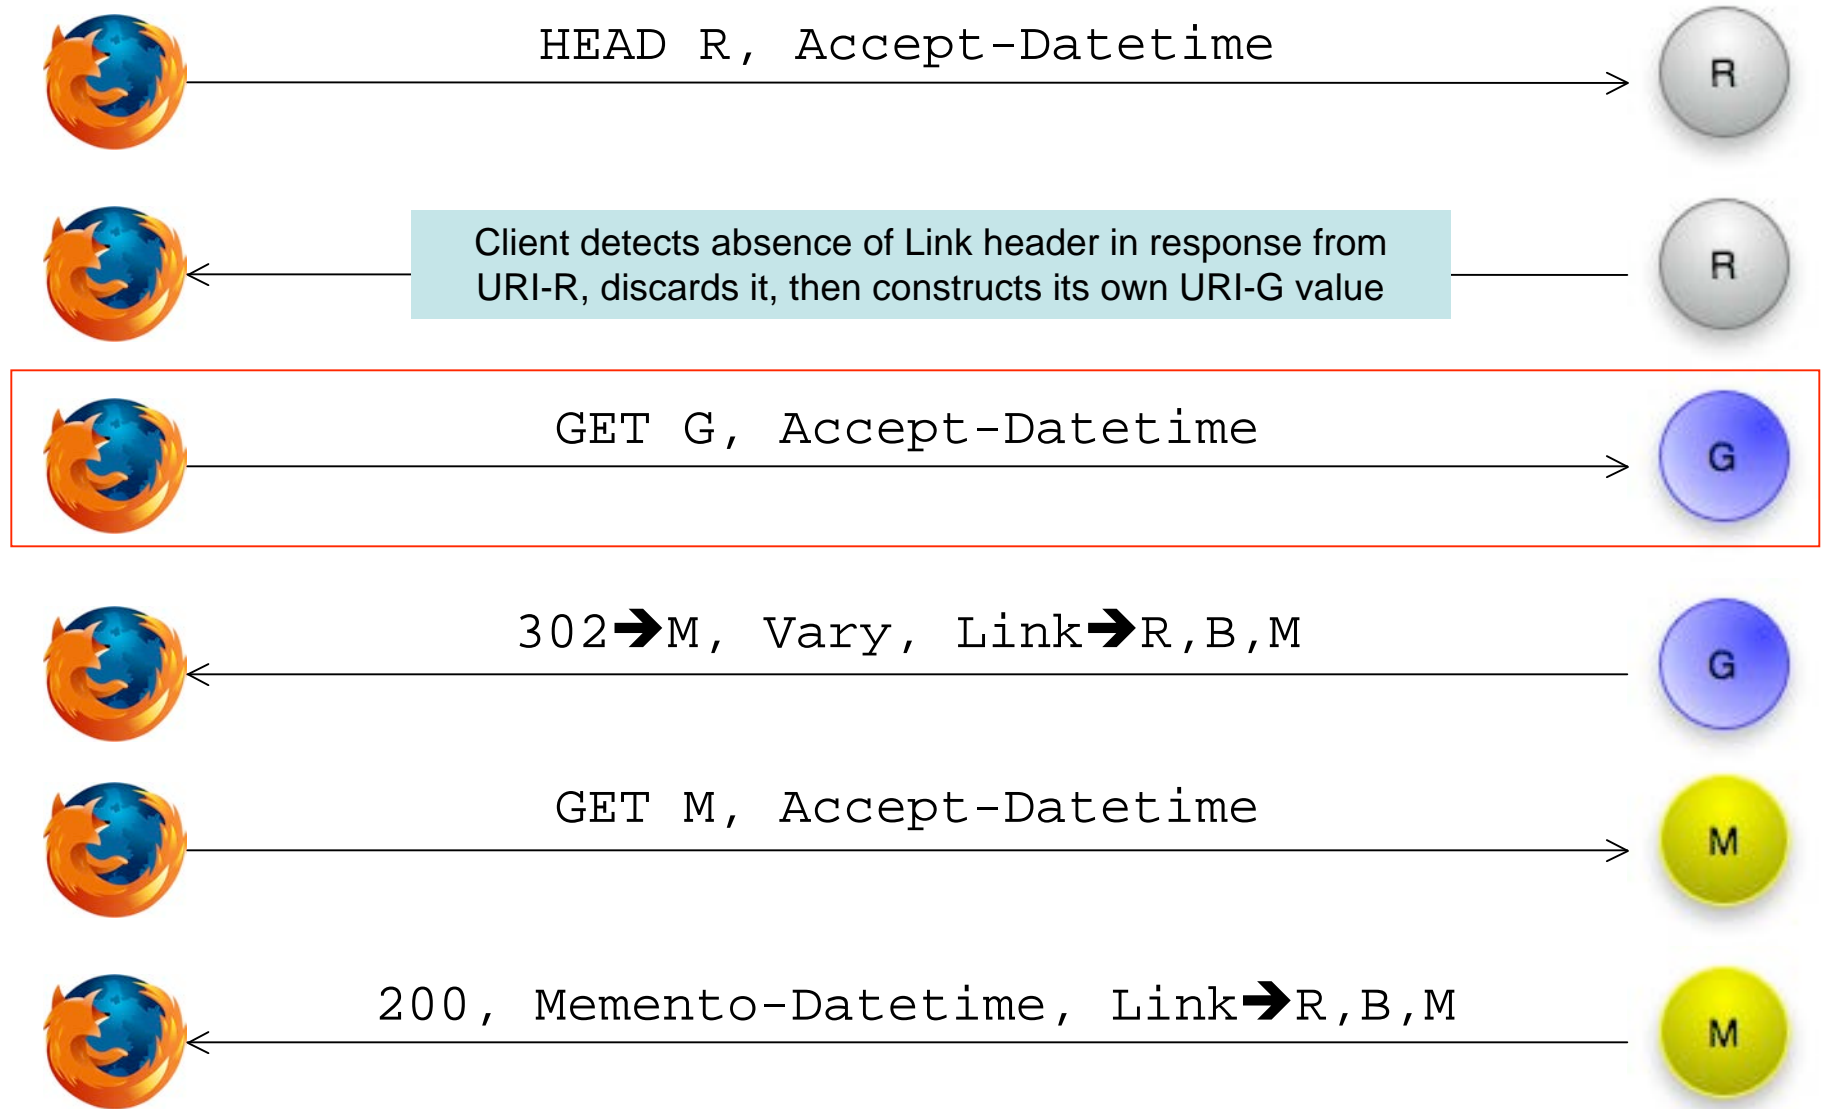 HEAD R, Accept-Datetime
R
Client detects absence of Link header in response from
URI-R, discards it, then constructs its own URI-G value
R
GET G, Accept-Datetime
G
302➔M, Vary, Link➔R,B,M
G
GET M, Accept-Datetime
M
200, Memento-Datetime, Link➔R,B,M
M